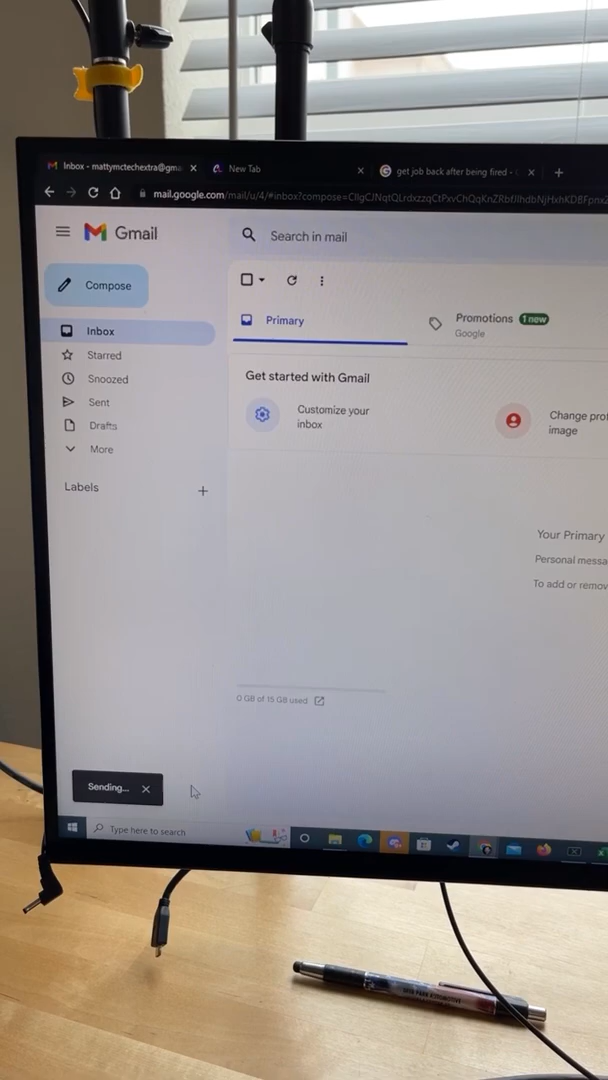 Inbox - mattymctechextra@gma
New Tab
get job back after being fired -
mail.google.com/mail/u/4/#inbox?compose=
Gmail
Search in mail
Compose
Inbox
Primary
Promotions 1 new
Google
Starred
Snoozed
Sent
Drafts
More
Get started with Gmail
Customize your
inbox
Change prof
image
Labels
Your Primary
Personal messa
To add or remov
0 GB of 15 GB used
Sending...
Type here to search